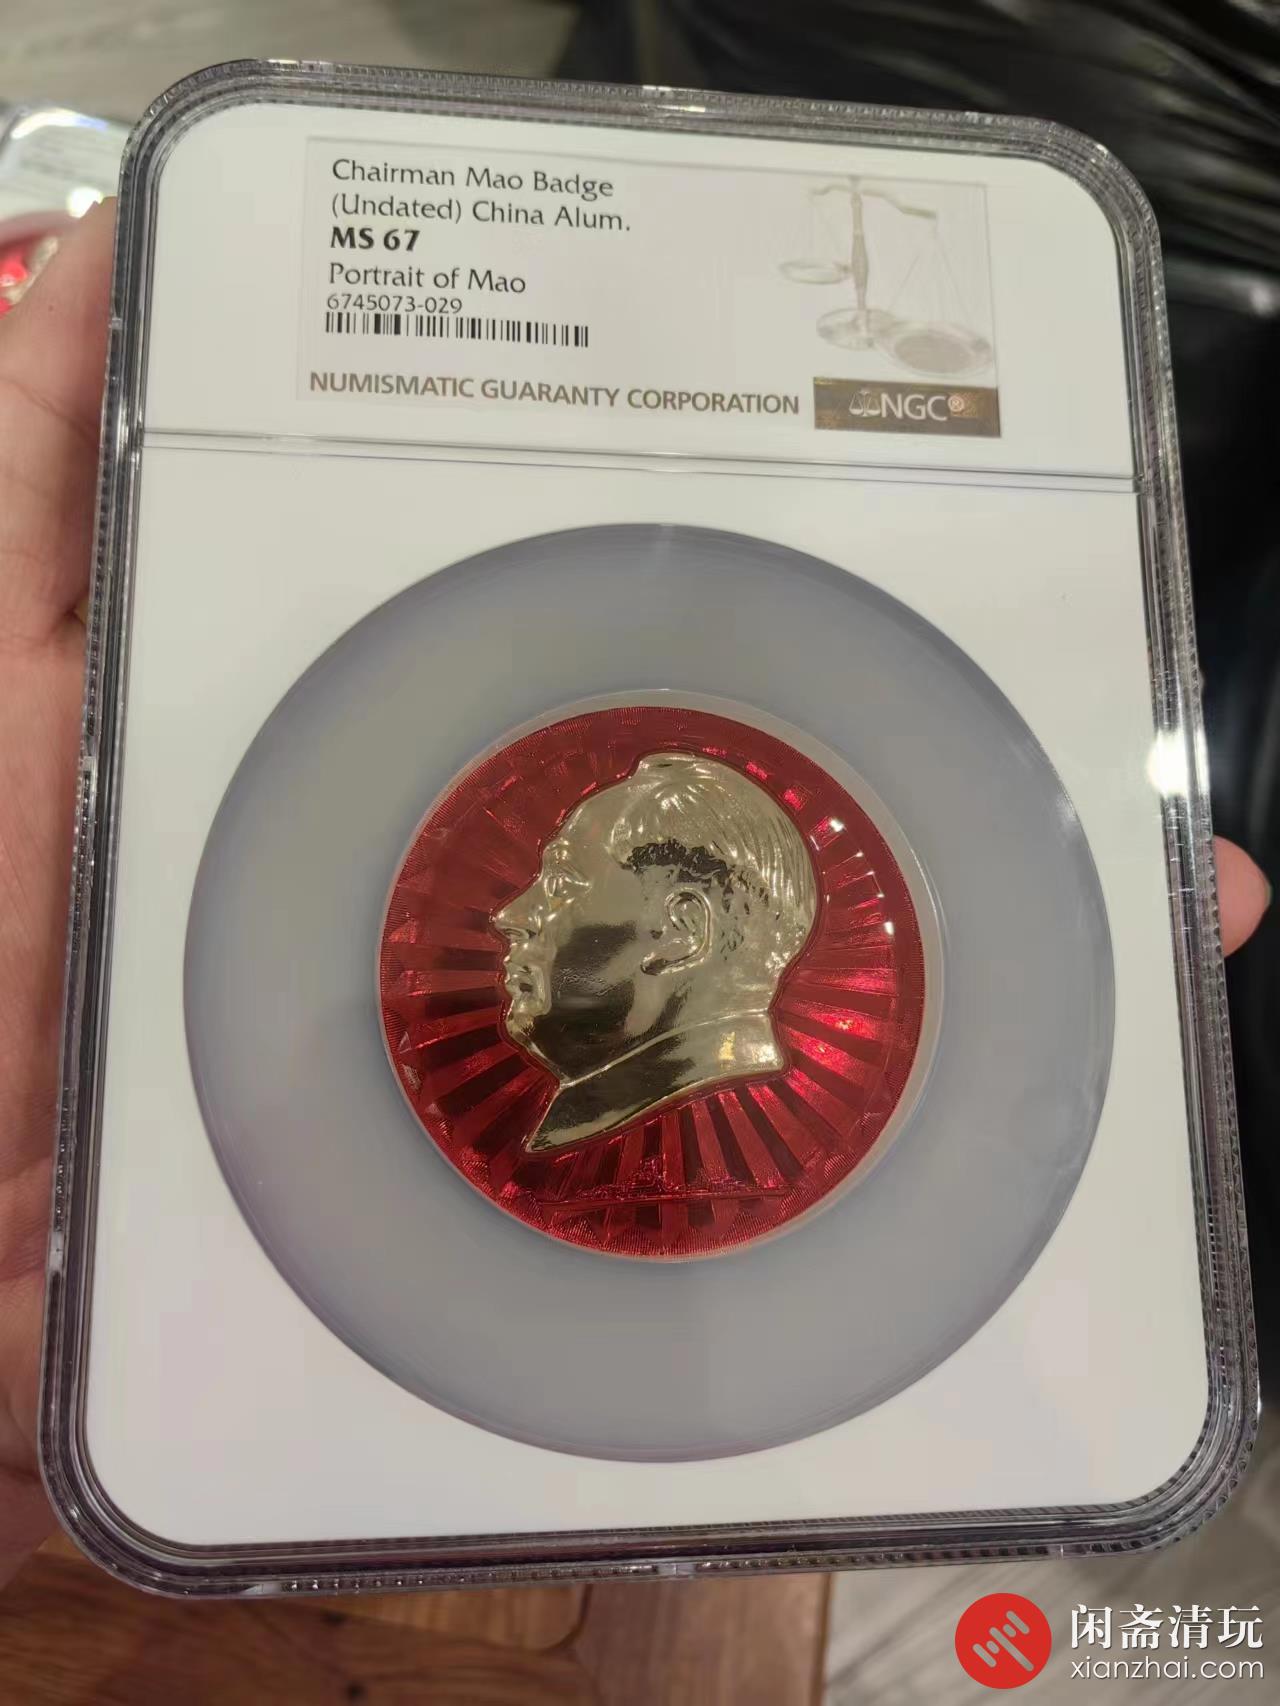 Chairman Mao Badge
(Undated) China Alum.
MS 67
Portrait of Mao
6745073-029
NUMISMATIC GUARANTY CORPORATION
NGC®
闲斋清玩
xianzhai.com